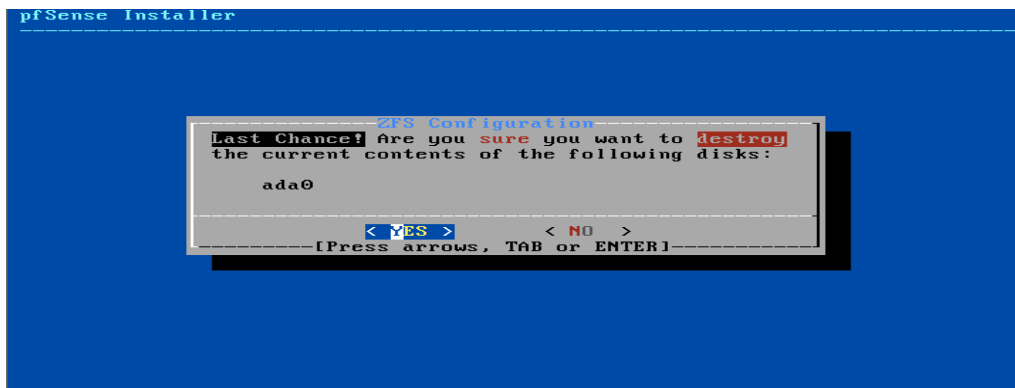 pfSense Installer
ZFS Configuration
Last Chance! Are you sure you want to destroy
the current contents of the following disks:
ada0
< YES > < NO >
[Press arrows, TAB or ENTER]